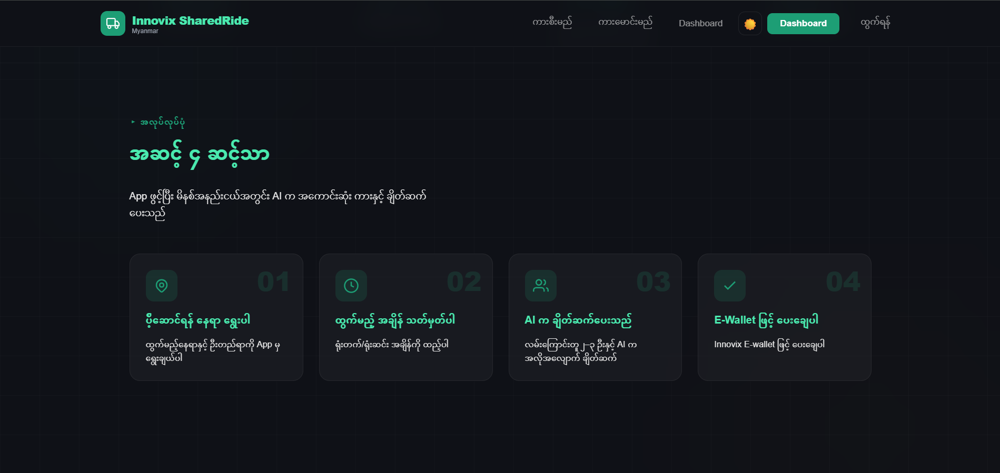 Innovix SharedRide
Myanmar
ကားစီးမည်
ကားမောင်းမည်
Dashboard
Dashboard
ထွက်ရန်
▸ အလုပ်လုပ်ပုံ
အဆင့် ၄ ဆင့်သာ
App ဖွင့်ပြီး မိနစ်အနည်းငယ်အတွင်း AI က အကောင်းဆုံး ကားနှင့် ချိတ်ဆက်
ပေးသည်
01
ပို့ဆောင်ရန် နေရာ ရွေးပါ
ထွက်မည့်နေရာနှင့် ဦးတည်ရာကို App မှ
ရွေးချယ်ပါ
02
ထွက်မည့် အချိန် သတ်မှတ်ပါ
ရုံးတက်/ရုံးဆင်း အချိန်ကို ထည့်ပါ
03
AI က ချိတ်ဆက်ပေးသည်
လမ်းကြောင်းတူ ၂–၃ ဦးနှင့် AI က
အလိုအလျောက် ချိတ်ဆက်
04
E-Wallet ဖြင့် ပေးချေပါ
Innovix E-wallet ဖြင့် ပေးချေပါ